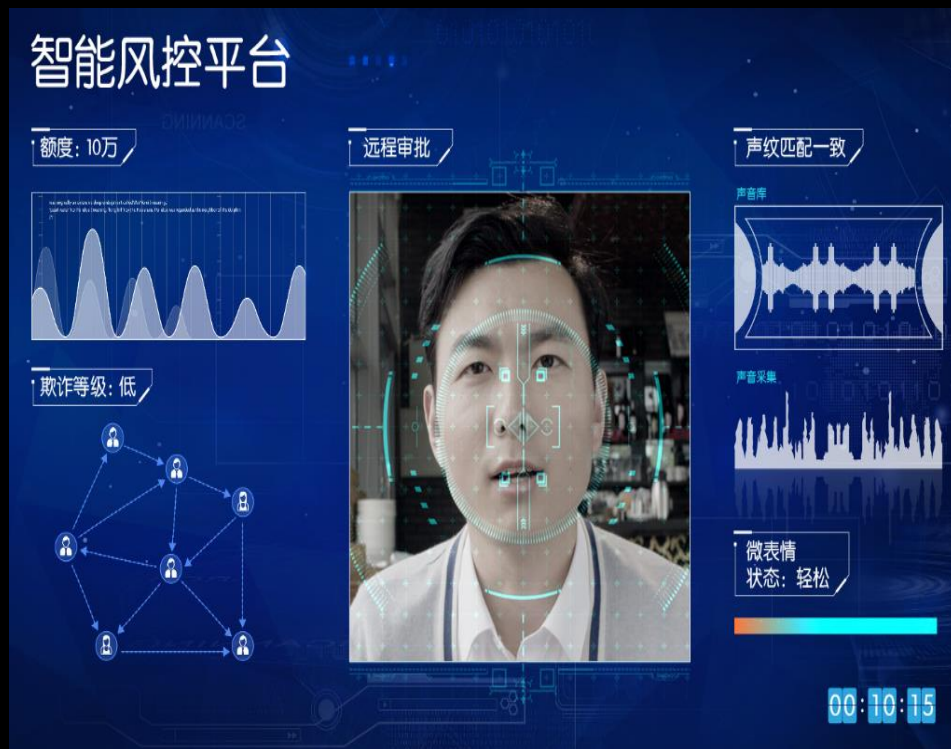 智能风控平台
额度：10万
远程审批
声纹匹配一致
声音库
欺诈等级：低
声音采集
微表情
状态：轻松
00:10:15